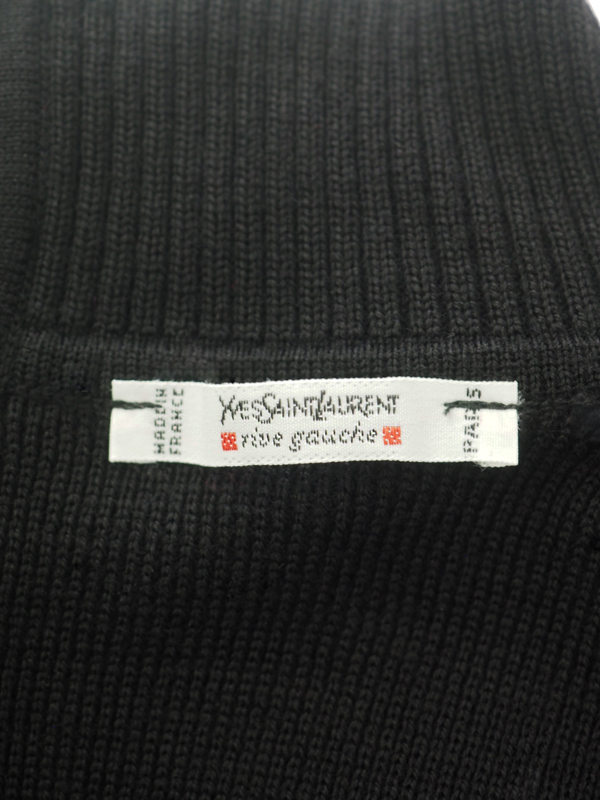 MADE IN
FRANCE
YVES SAINT LAURENT
rive gauche
PARIS